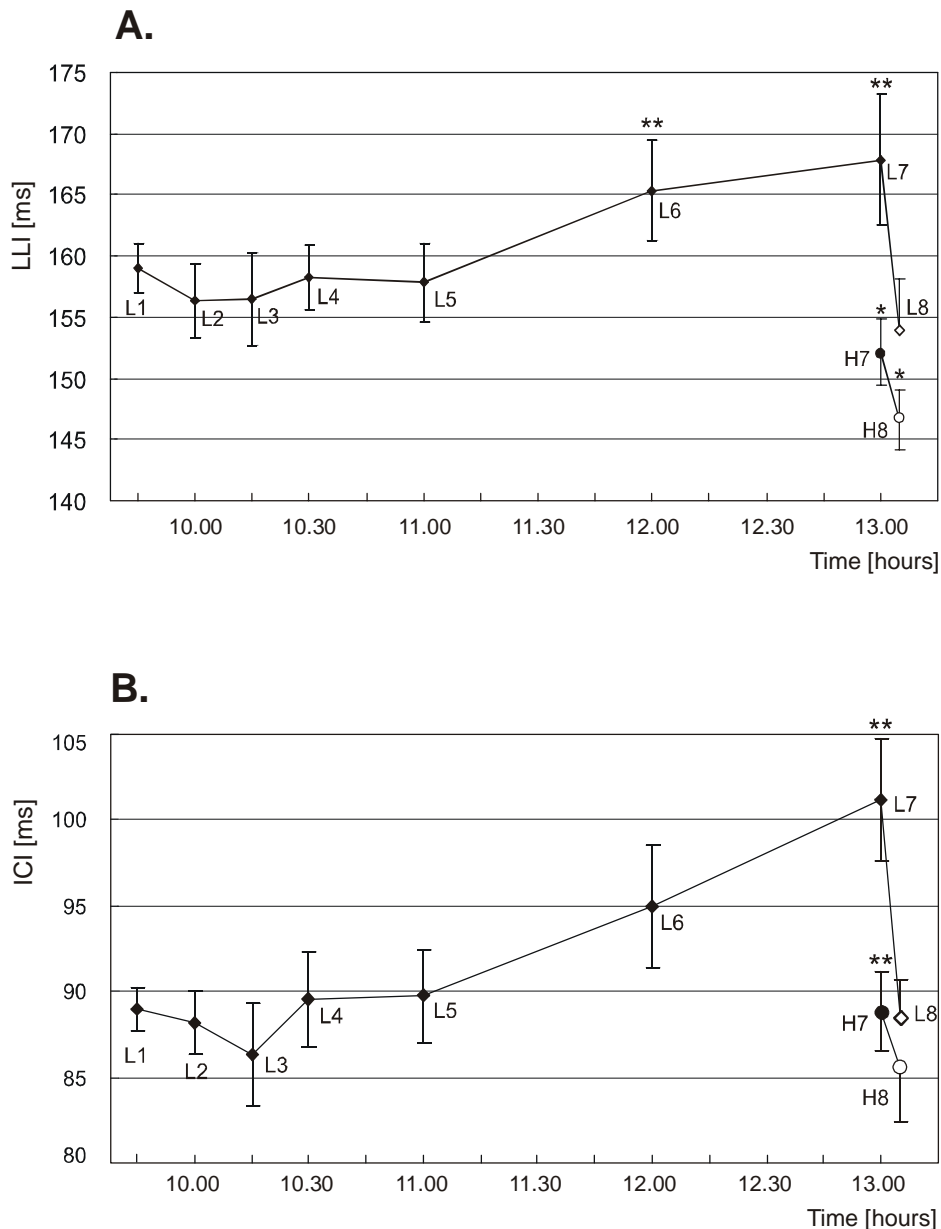 A.
LLI [ms]
175
170
165
160
155
150
145
140
**
**
*
*
L1
L2
L3
L4
L5
L6
L7
L8
H7
H8
10.00 10.30 11.00 11.30 12.00 12.30 13.00
Time [hours]
B.
ICI [ms]
105
100
95
90
85
80
**
**
L1
L2
L3
L4
L5
L6
L7
L8
H7
H8
10.00 10.30 11.00 11.30 12.00 12.30 13.00
Time [hours]